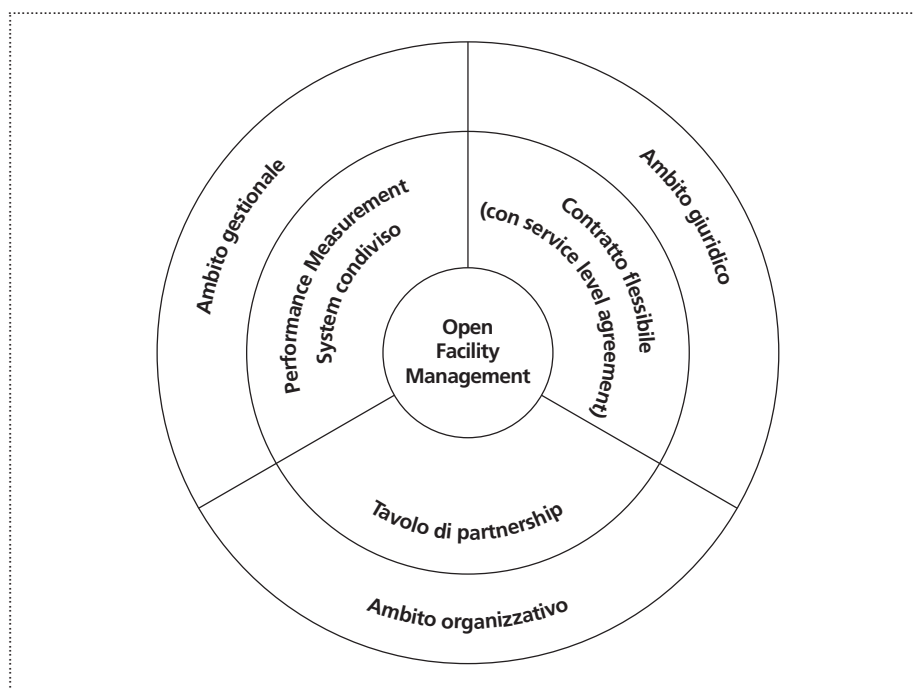 Ambito gestionale
Performance Measurement
System condiviso
Ambito giuridico
Contratto flessibile
(con service level agreement)
Open
Facility
Management
Tavolo di partnership
Ambito organizzativo